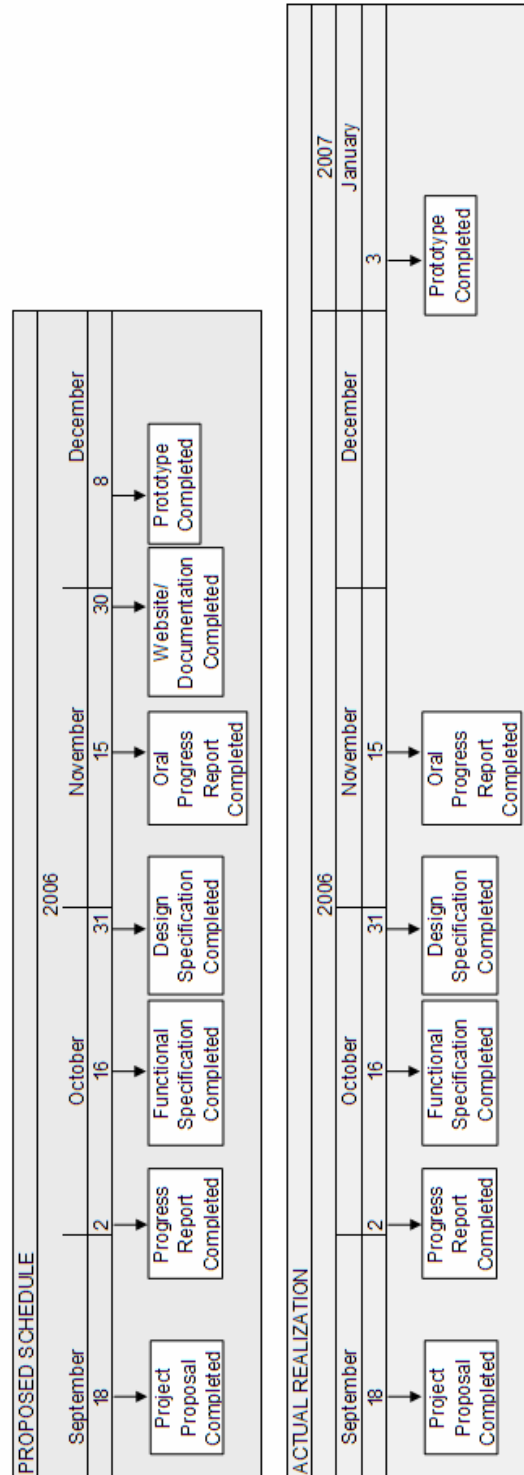 PROPOSED SCHEDULE
2006
September
October
November
December
18
2
16
31
15
30
8
Project
Proposal
Completed
Progress
Report
Completed
Functional
Specification
Completed
Design
Specification
Completed
Oral
Progress
Report
Completed
Website/
Documentation
Completed
Prototype
Completed
ACTUAL REALIZATION
2006
2007
September
October
November
December
January
18
2
16
31
15
3
Project
Proposal
Completed
Progress
Report
Completed
Functional
Specification
Completed
Design
Specification
Completed
Oral
Progress
Report
Completed
Prototype
Completed